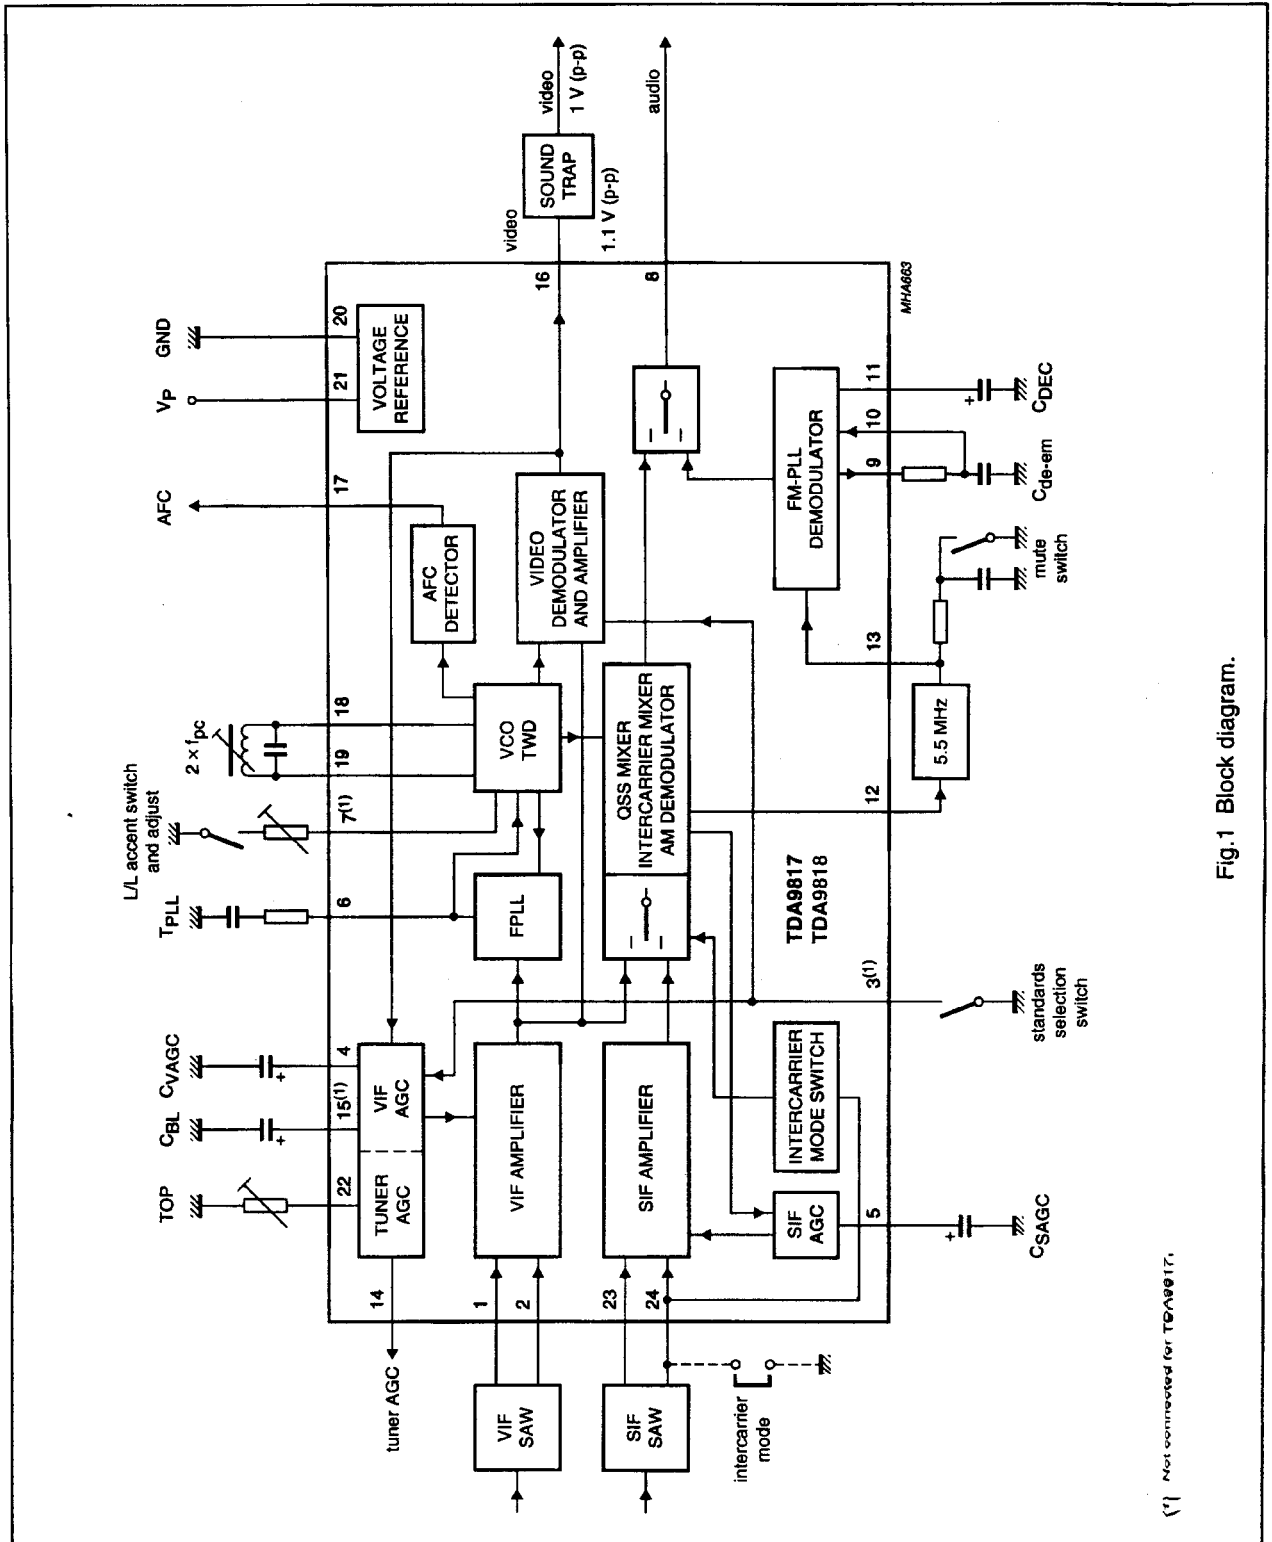 TOP
CBL
CVAGC
TPLL
L/L accent switch
and adjust
2 x fpc
AFC
VP
GND
22
15(1)
4
6
7(1)
19
18
17
21
20
tuner AGC
14
TUNER
AGC
VIF
AGC
AFC
DETECTOR
VOLTAGE
REFERENCE
VIF
SAW
1
2
VIF AMPLIFIER
FPLL
VCO
TWD
VIDEO
DEMODULATOR
AND AMPLIFIER
16
video
1.1 V (p-p)
SOUND
TRAP
video
1 V (p-p)
SIF
SAW
23
24
SIF AMPLIFIER
QSS MIXER
INTERCARRIER MIXER
AM DEMODULATOR
8
audio
intercarrier
mode
SIF
AGC
INTERCARRIER
MODE SWITCH
TDA9817
TDA9818
FM-PLL
DEMODULATOR
5
3(1)
12
13
9
10
11
MHA663
5.5 MHz
CSAGC
standards
selection
switch
mute
switch
Cde-em
CDEC
(1) Not connected for TDA9817.
Fig.1 Block diagram.